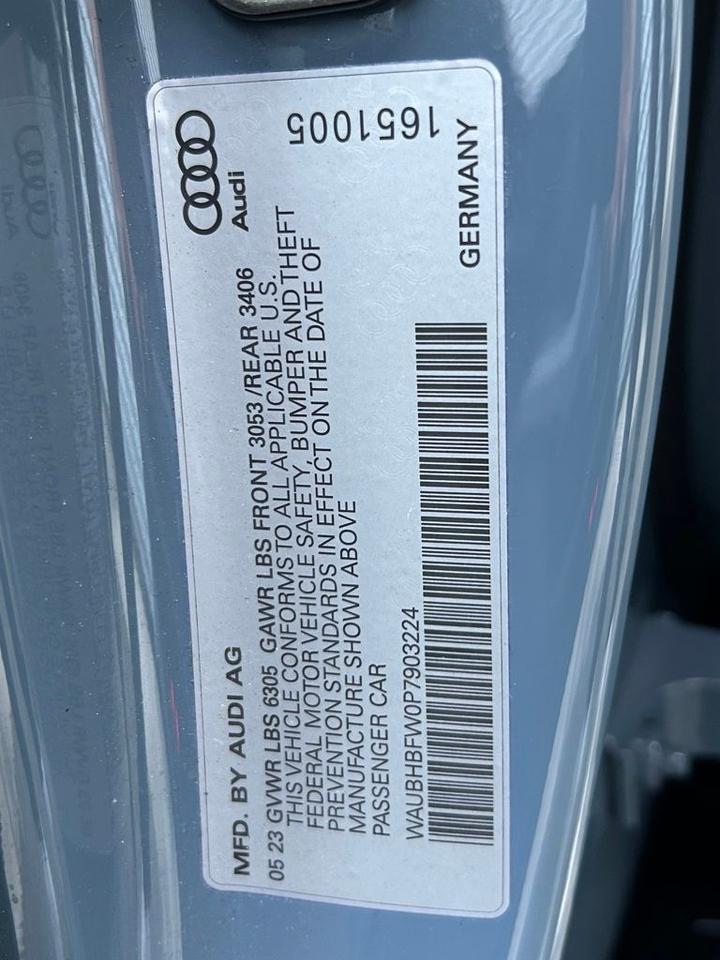 MFD. BY AUDI AG
Audi
05 23 GVWR LBS 6305 GAWR LBS FRONT 3053 /REAR 3406
THIS VEHICLE CONFORMS TO ALL APPLICABLE U.S.
FEDERAL MOTOR VEHICLE SAFETY, BUMPER AND THEFT
PREVENTION STANDARDS IN EFFECT ON THE DATE OF
MANUFACTURE SHOWN ABOVE
PASSENGER CAR
WAUBHBFW0P7903224
GERMANY
1651005